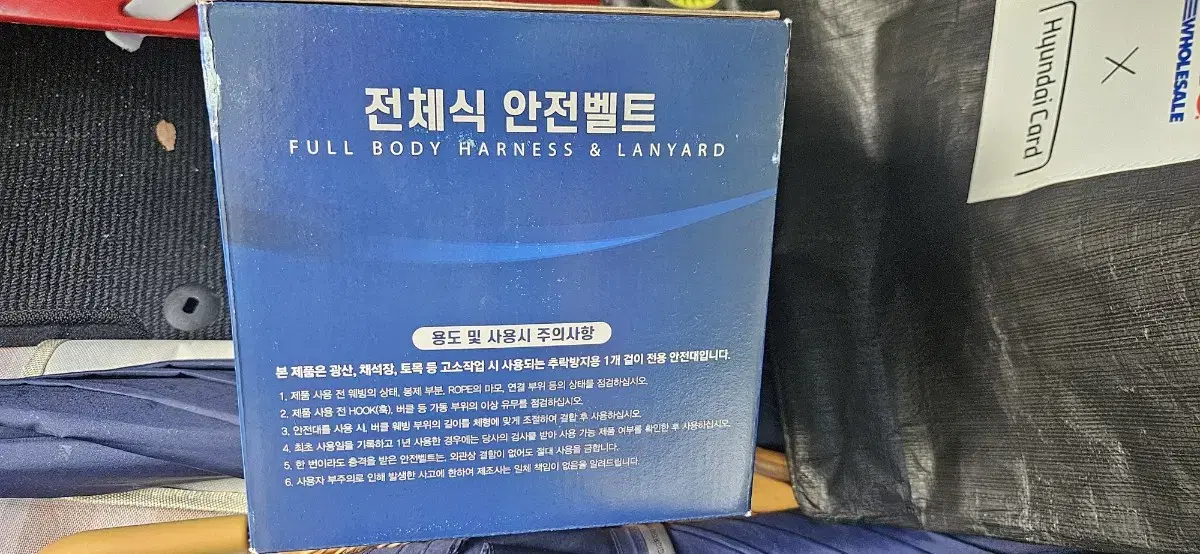 전체식 안전벨트
FULL BODY HARNESS & LANYARD
용도 및 사용시 주의사항
본 제품은 광산, 채석장, 토목 등 고소작업 시 사용되는 추락방지용 1개 걸이 전용 안전대입니다.
1. 제품 사용 전 웨빙의 상태, 봉제 부분, ROPE의 마모, 연결 부위 등의 상태를 점검하십시오.
2. 제품 사용 전 HOOK(훅), 버클 등 가동 부위의 이상 유무를 점검하십시오.
3. 안전대를 사용 시, 버클 웨빙 부위의 길이를 체형에 맞게 조절하여 결합 후 사용하십시오.
4. 최초 사용일을 기록하고 1년 사용한 경우에는 당사의 검사를 받아 사용 가능 제품 여부를 확인한 후 사용하십시오.
5. 한 번이라도 충격을 받은 안전벨트는, 외관상 결함이 없어도 절대 사용을 금합니다.
6. 사용자 부주의로 인해 발생한 사고에 한하여 제조사는 일체 책임이 없음을 알려드립니다.
HyundaiCard
X
WHOLESALE